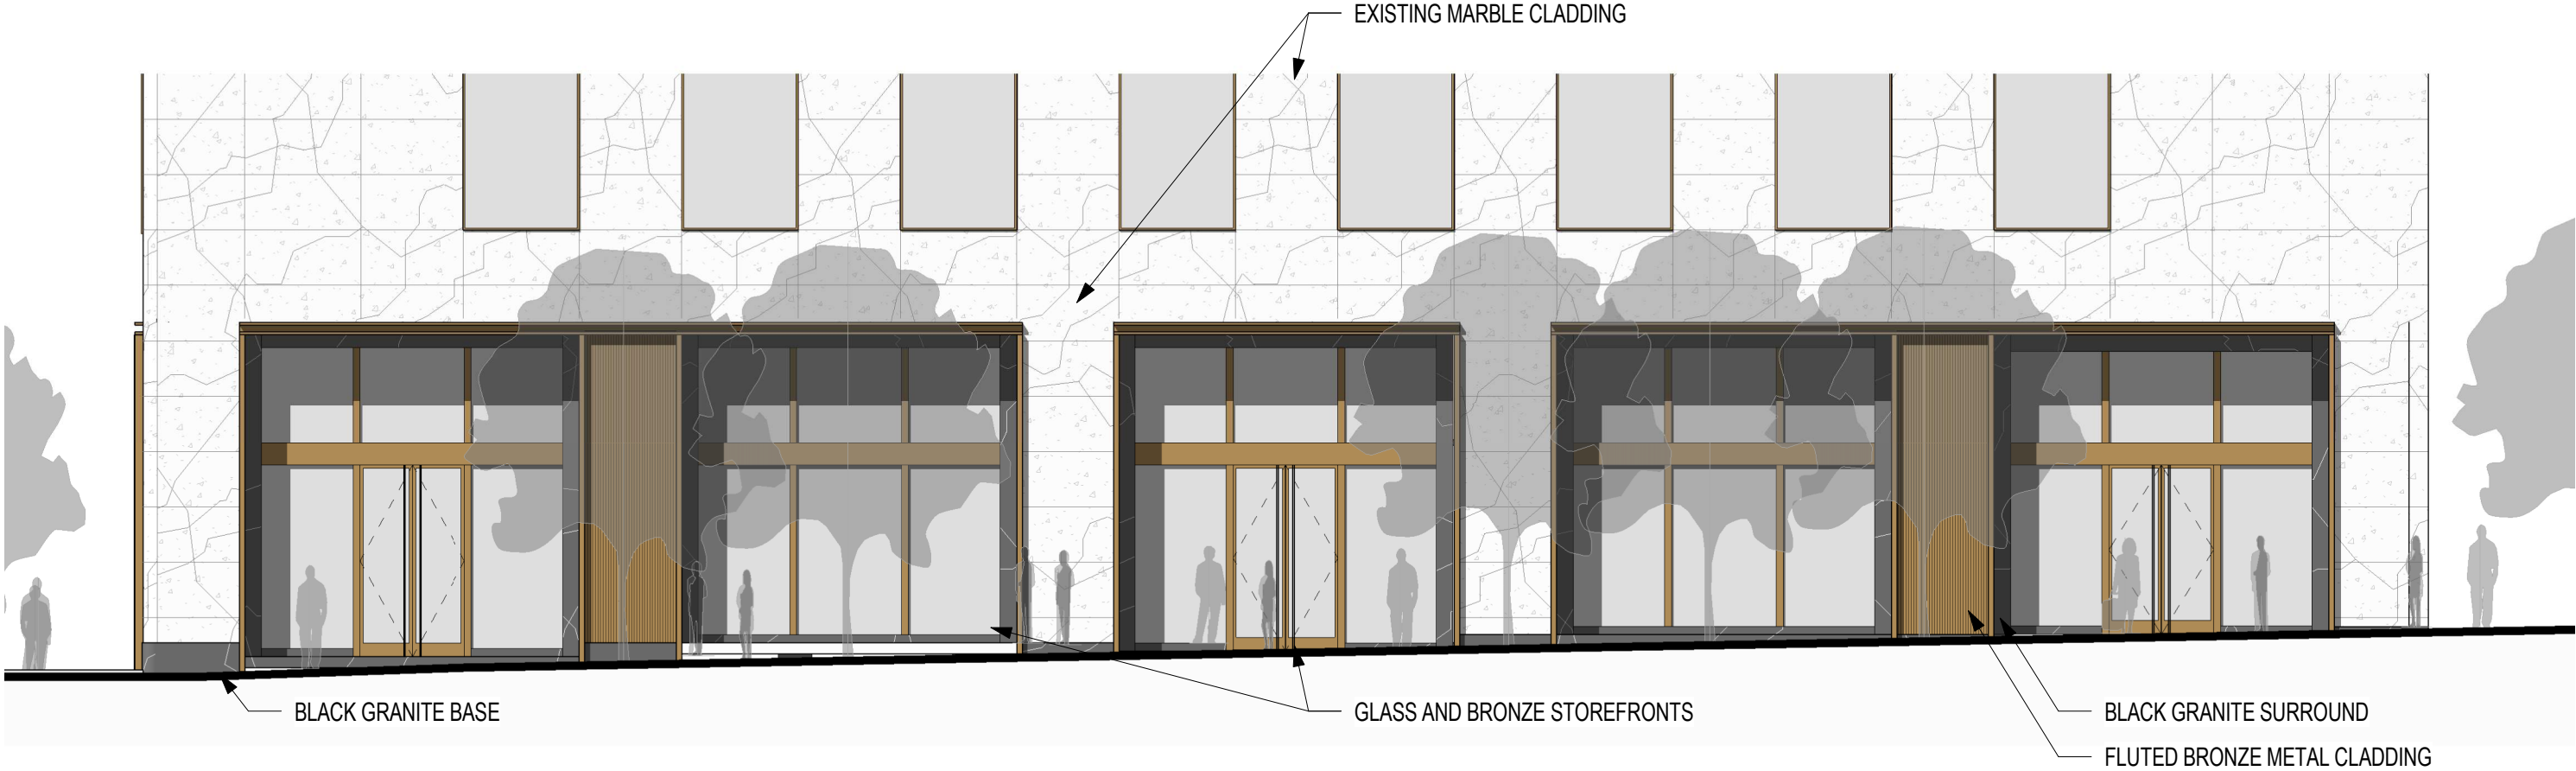 EXISTING MARBLE CLADDING
BLACK GRANITE BASE
GLASS AND BRONZE STOREFRONTS
BLACK GRANITE SURROUND
FLUTED BRONZE METAL CLADDING